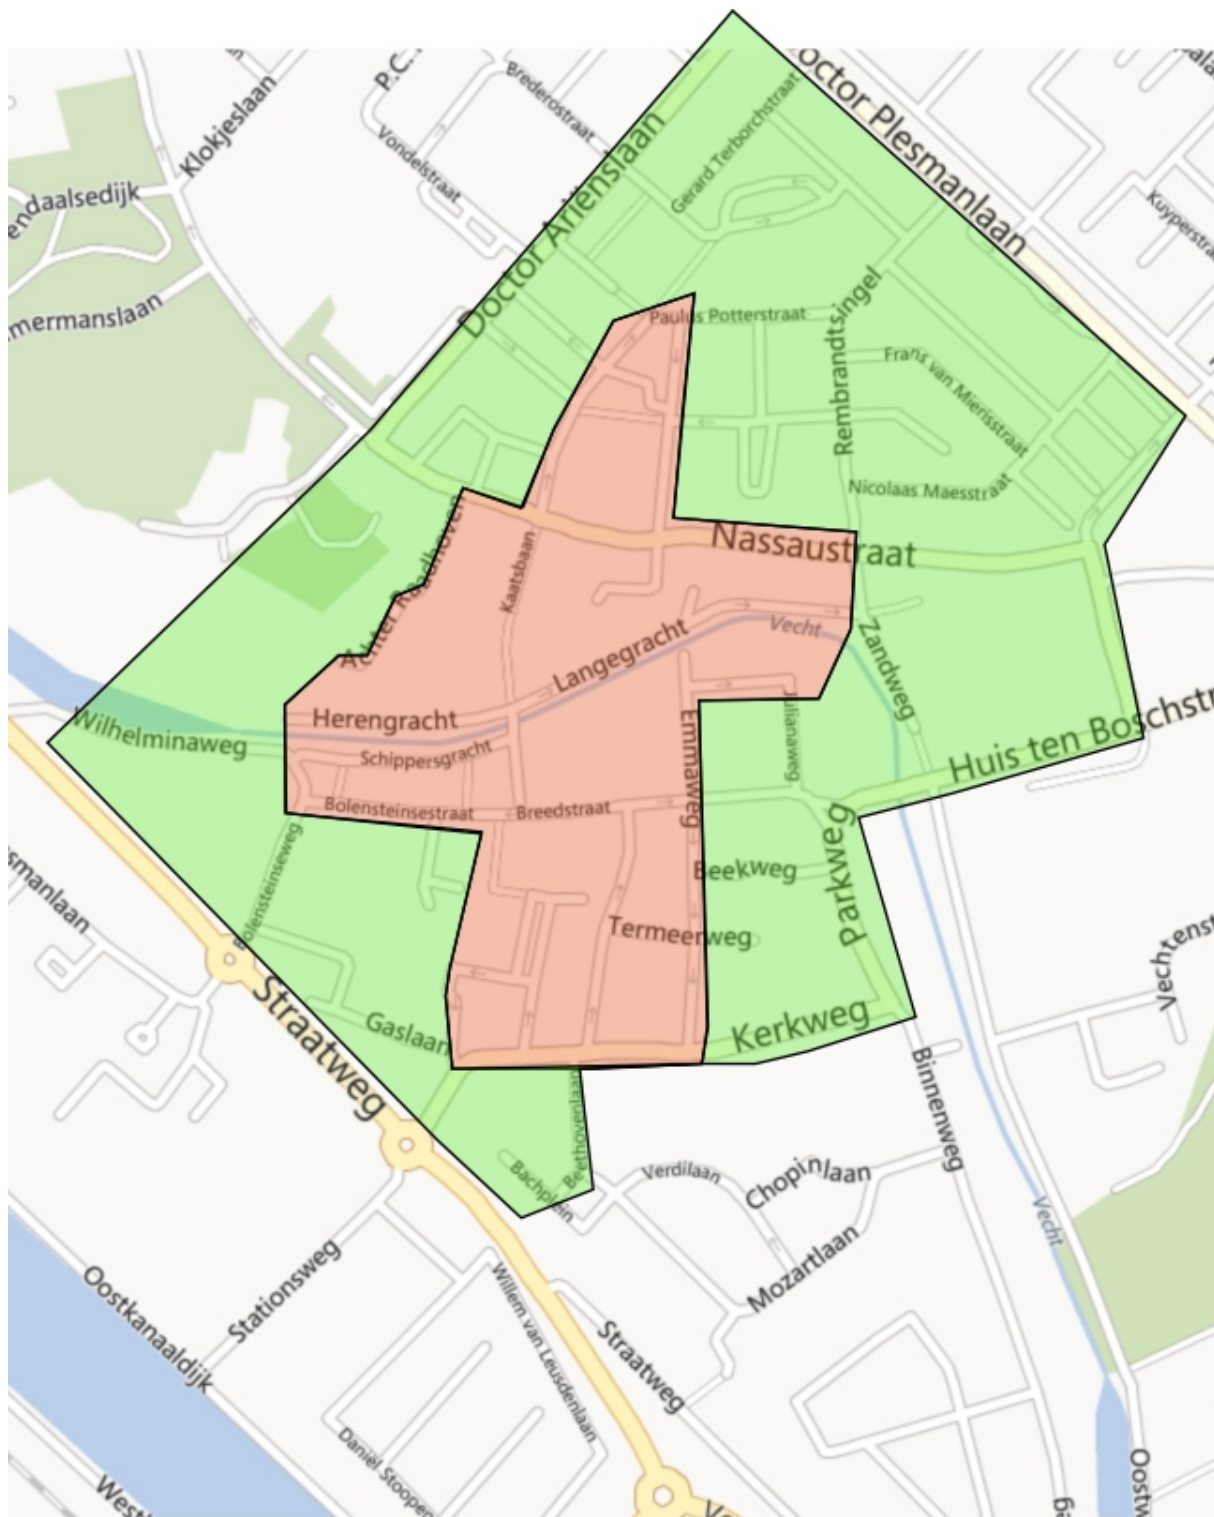 P.C.
Brederostraat
Doctor Plesmanlaan
Klokjeslaan
Vondelstraat
Gerard Terborchstraat
Doctor Ariënslaan
endaalsedijk
Kuyperstra
mermanslaan
Paulus Potterstraat
Rembrandtsingel
Frans van Mierisstraat
Nicolaas Maesstraat
Achter Raadhoven
Kaatsbaan
Nassaustraat
Langegracht
Vecht
Zandweg
Herengracht
Wilhelminaweg
Schippersgracht
Julianaweg
Emmaweg
Huis ten Boschstr
Bolensteinsestraat
Breedstraat
Bolensteinseweg
Parkweg
Beekweg
Termeerweg
smanlaan
Vechtenst
Straatweg
Gaslaan
Kerkweg
Binnenweg
Beethovenlaan
Bachplein
Verdilaan
Chopinlaan
Mozartlaan
Vecht
Stationsweg
Oostkanaaldijk
Willem van Leusdenlaan
Straatweg
Daniël Stoopen
West
Oostw